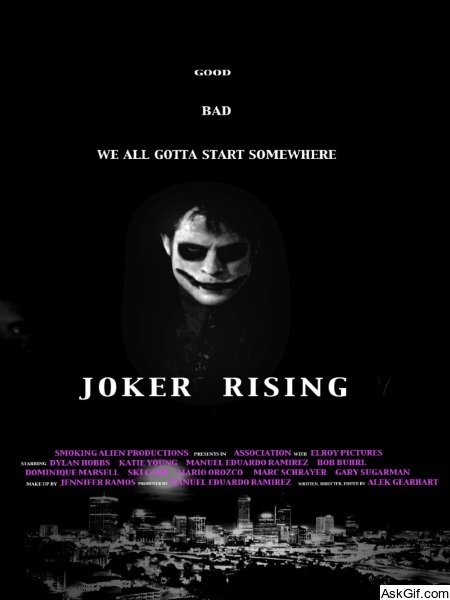 GOOD
BAD
WE ALL GOTTA START SOMEWHERE
JOKER RISING
SMOKING ALIEN PRODUCTIONS PRESENTS IN ASSOCIATION WITH ELROY PICTURES
STARRING DYLAN HOBBS KATIE YOUNG MANUEL EDUARDO RAMIREZ BOB BUHRL
DOMINIQUE MARSELL MARIO OROZCO MARC SCHRAYER GARY SUGARMAN
MAKE UP BY JENNIFER RAMOS PRODUCED BY MANUEL EDUARDO RAMIREZ WRITTEN, DIRECTED, EDITED BY ALEK GEARHART
AskGif.com